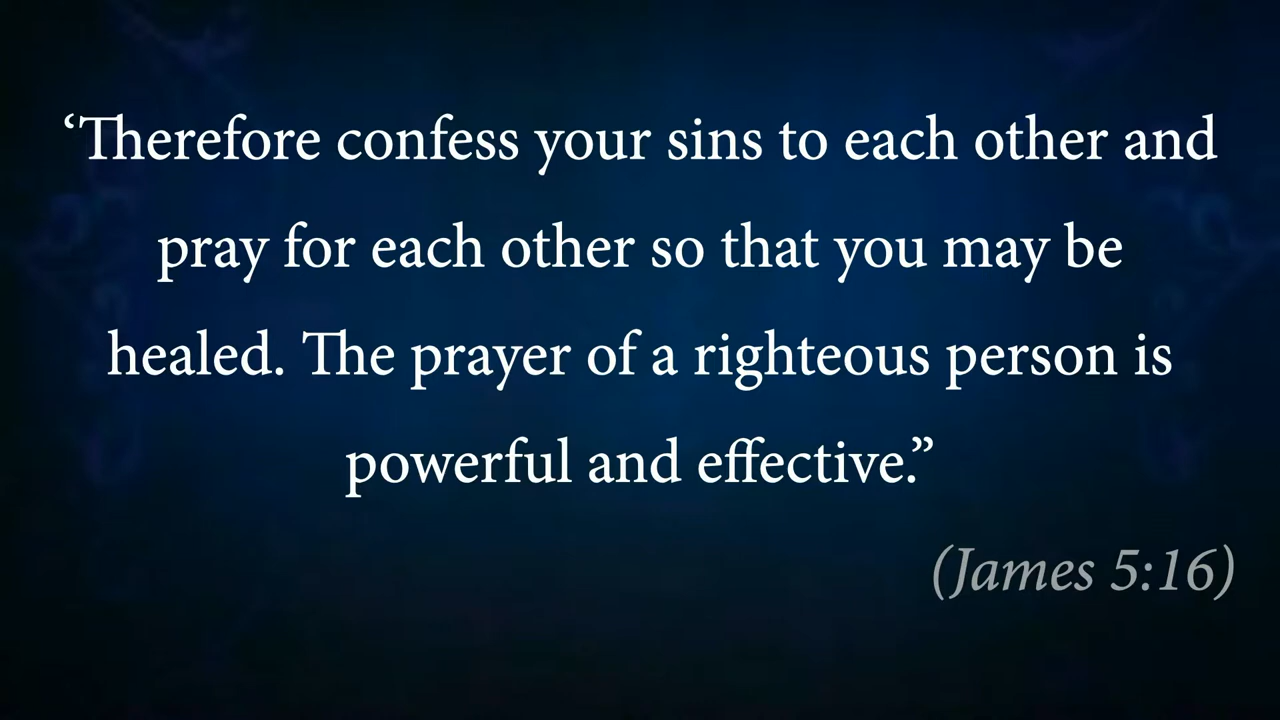 ‘Therefore confess your sins to each other and
pray for each other so that you may be
healed. The prayer of a righteous person is
powerful and effective.”
(James 5:16)